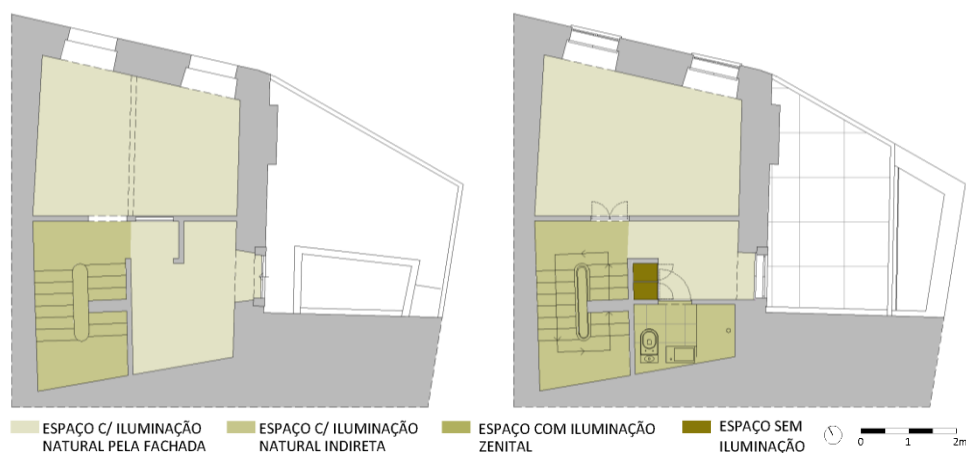 ESPAÇO C/ ILUMINAÇÃO
NATURAL PELA FACHADA
ESPAÇO C/ ILUMINAÇÃO
NATURAL INDIRETA
ESPAÇO COM ILUMINAÇÃO
ZENITAL
ESPAÇO SEM
ILUMINAÇÃO
0 1 2m